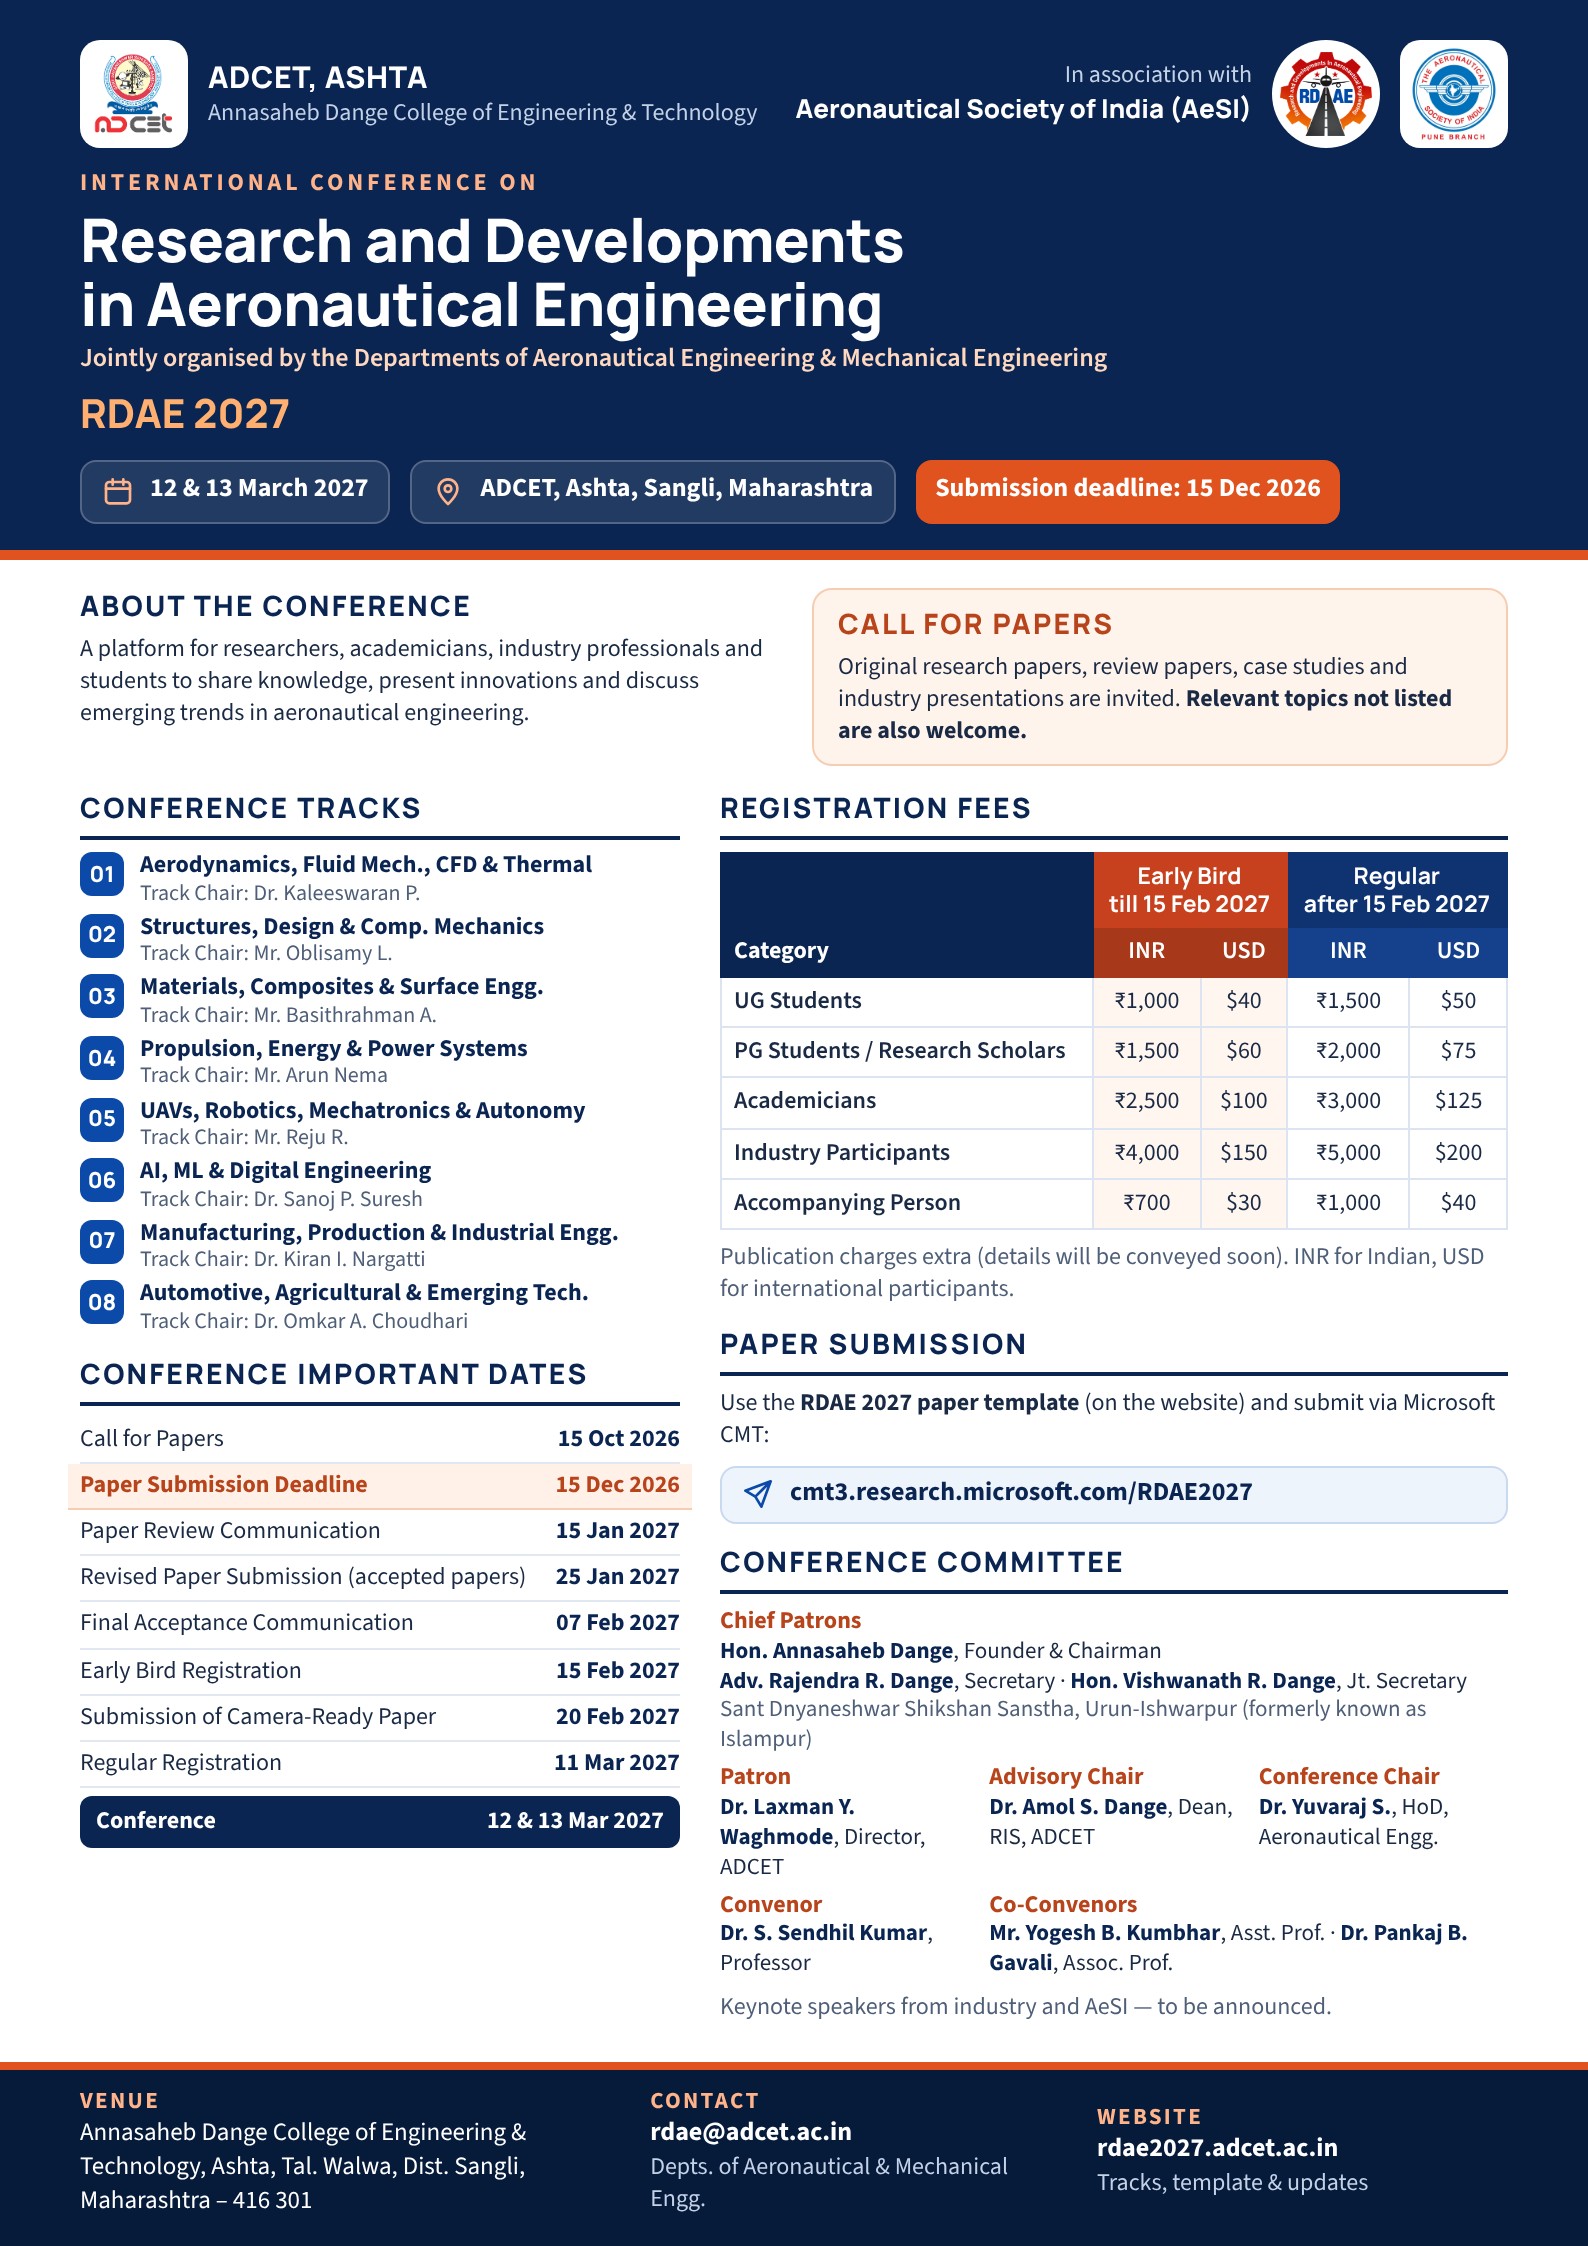 ADCET
ADCET, ASHTA
Annasaheb Dange College of Engineering & Technology
In association with
Aeronautical Society of India (AeSI)
RDAE
THE AERONAUTICAL
SOCIETY OF INDIA
PUNE BRANCH
INTERNATIONAL CONFERENCE ON
Research and Developments
in Aeronautical Engineering
Jointly organised by the Departments of Aeronautical Engineering & Mechanical Engineering
RDAE 2027
12 & 13 March 2027
ADCET, Ashta, Sangli, Maharashtra
Submission deadline: 15 Dec 2026
ABOUT THE CONFERENCE
A platform for researchers, academicians, industry professionals and
students to share knowledge, present innovations and discuss
emerging trends in aeronautical engineering.
CALL FOR PAPERS
Original research papers, review papers, case studies and
industry presentations are invited. Relevant topics not listed
are also welcome.
CONFERENCE TRACKS
01 Aerodynamics, Fluid Mech., CFD & Thermal
Track Chair: Dr. Kaleeswaran P.
02 Structures, Design & Comp. Mechanics
Track Chair: Mr. Oblisamy L.
03 Materials, Composites & Surface Engg.
Track Chair: Mr. Basithrahman A.
04 Propulsion, Energy & Power Systems
Track Chair: Mr. Arun Nema
05 UAVs, Robotics, Mechatronics & Autonomy
Track Chair: Mr. Reju R.
06 AI, ML & Digital Engineering
Track Chair: Dr. Sanoj P. Suresh
07 Manufacturing, Production & Industrial Engg.
Track Chair: Dr. Kiran I. Nargatti
08 Automotive, Agricultural & Emerging Tech.
Track Chair: Dr. Omkar A. Choudhari
CONFERENCE IMPORTANT DATES
Call for Papers 15 Oct 2026
Paper Submission Deadline 15 Dec 2026
Paper Review Communication 15 Jan 2027
Revised Paper Submission (accepted papers) 25 Jan 2027
Final Acceptance Communication 07 Feb 2027
Early Bird Registration 15 Feb 2027
Submission of Camera-Ready Paper 20 Feb 2027
Regular Registration 11 Mar 2027
Conference 12 & 13 Mar 2027
REGISTRATION FEES
Early Bird Regular
till 15 Feb 2027 after 15 Feb 2027
Category INR USD INR USD
UG Students ₹1,000 $40 ₹1,500 $50
PG Students / Research Scholars ₹1,500 $60 ₹2,000 $75
Academicians ₹2,500 $100 ₹3,000 $125
Industry Participants ₹4,000 $150 ₹5,000 $200
Accompanying Person ₹700 $30 ₹1,000 $40
Publication charges extra (details will be conveyed soon). INR for Indian, USD
for international participants.
PAPER SUBMISSION
Use the RDAE 2027 paper template (on the website) and submit via Microsoft
CMT:
cmt3.research.microsoft.com/RDAE2027
CONFERENCE COMMITTEE
Chief Patrons
Hon. Annasaheb Dange, Founder & Chairman
Adv. Rajendra R. Dange, Secretary · Hon. Vishwanath R. Dange, Jt. Secretary
Sant Dnyaneshwar Shikshan Sanstha, Urun-Ishwarpur (formerly known as
Islampur)
Patron
Dr. Laxman Y.
Waghmode, Director,
ADCET
Advisory Chair
Dr. Amol S. Dange, Dean,
RIS, ADCET
Conference Chair
Dr. Yuvaraj S., HoD,
Aeronautical Engg.
Convenor
Dr. S. Sendhil Kumar,
Professor
Co-Convenors
Mr. Yogesh B. Kumbhar, Asst. Prof. · Dr. Pankaj B.
Gavali, Assoc. Prof.
Keynote speakers from industry and AeSI — to be announced.
VENUE
Annasaheb Dange College of Engineering &
Technology, Ashta, Tal. Walwa, Dist. Sangli,
Maharashtra – 416 301
CONTACT
rdae@adcet.ac.in
Depts. of Aeronautical & Mechanical
Engg.
WEBSITE
rdae2027.adcet.ac.in
Tracks, template & updates